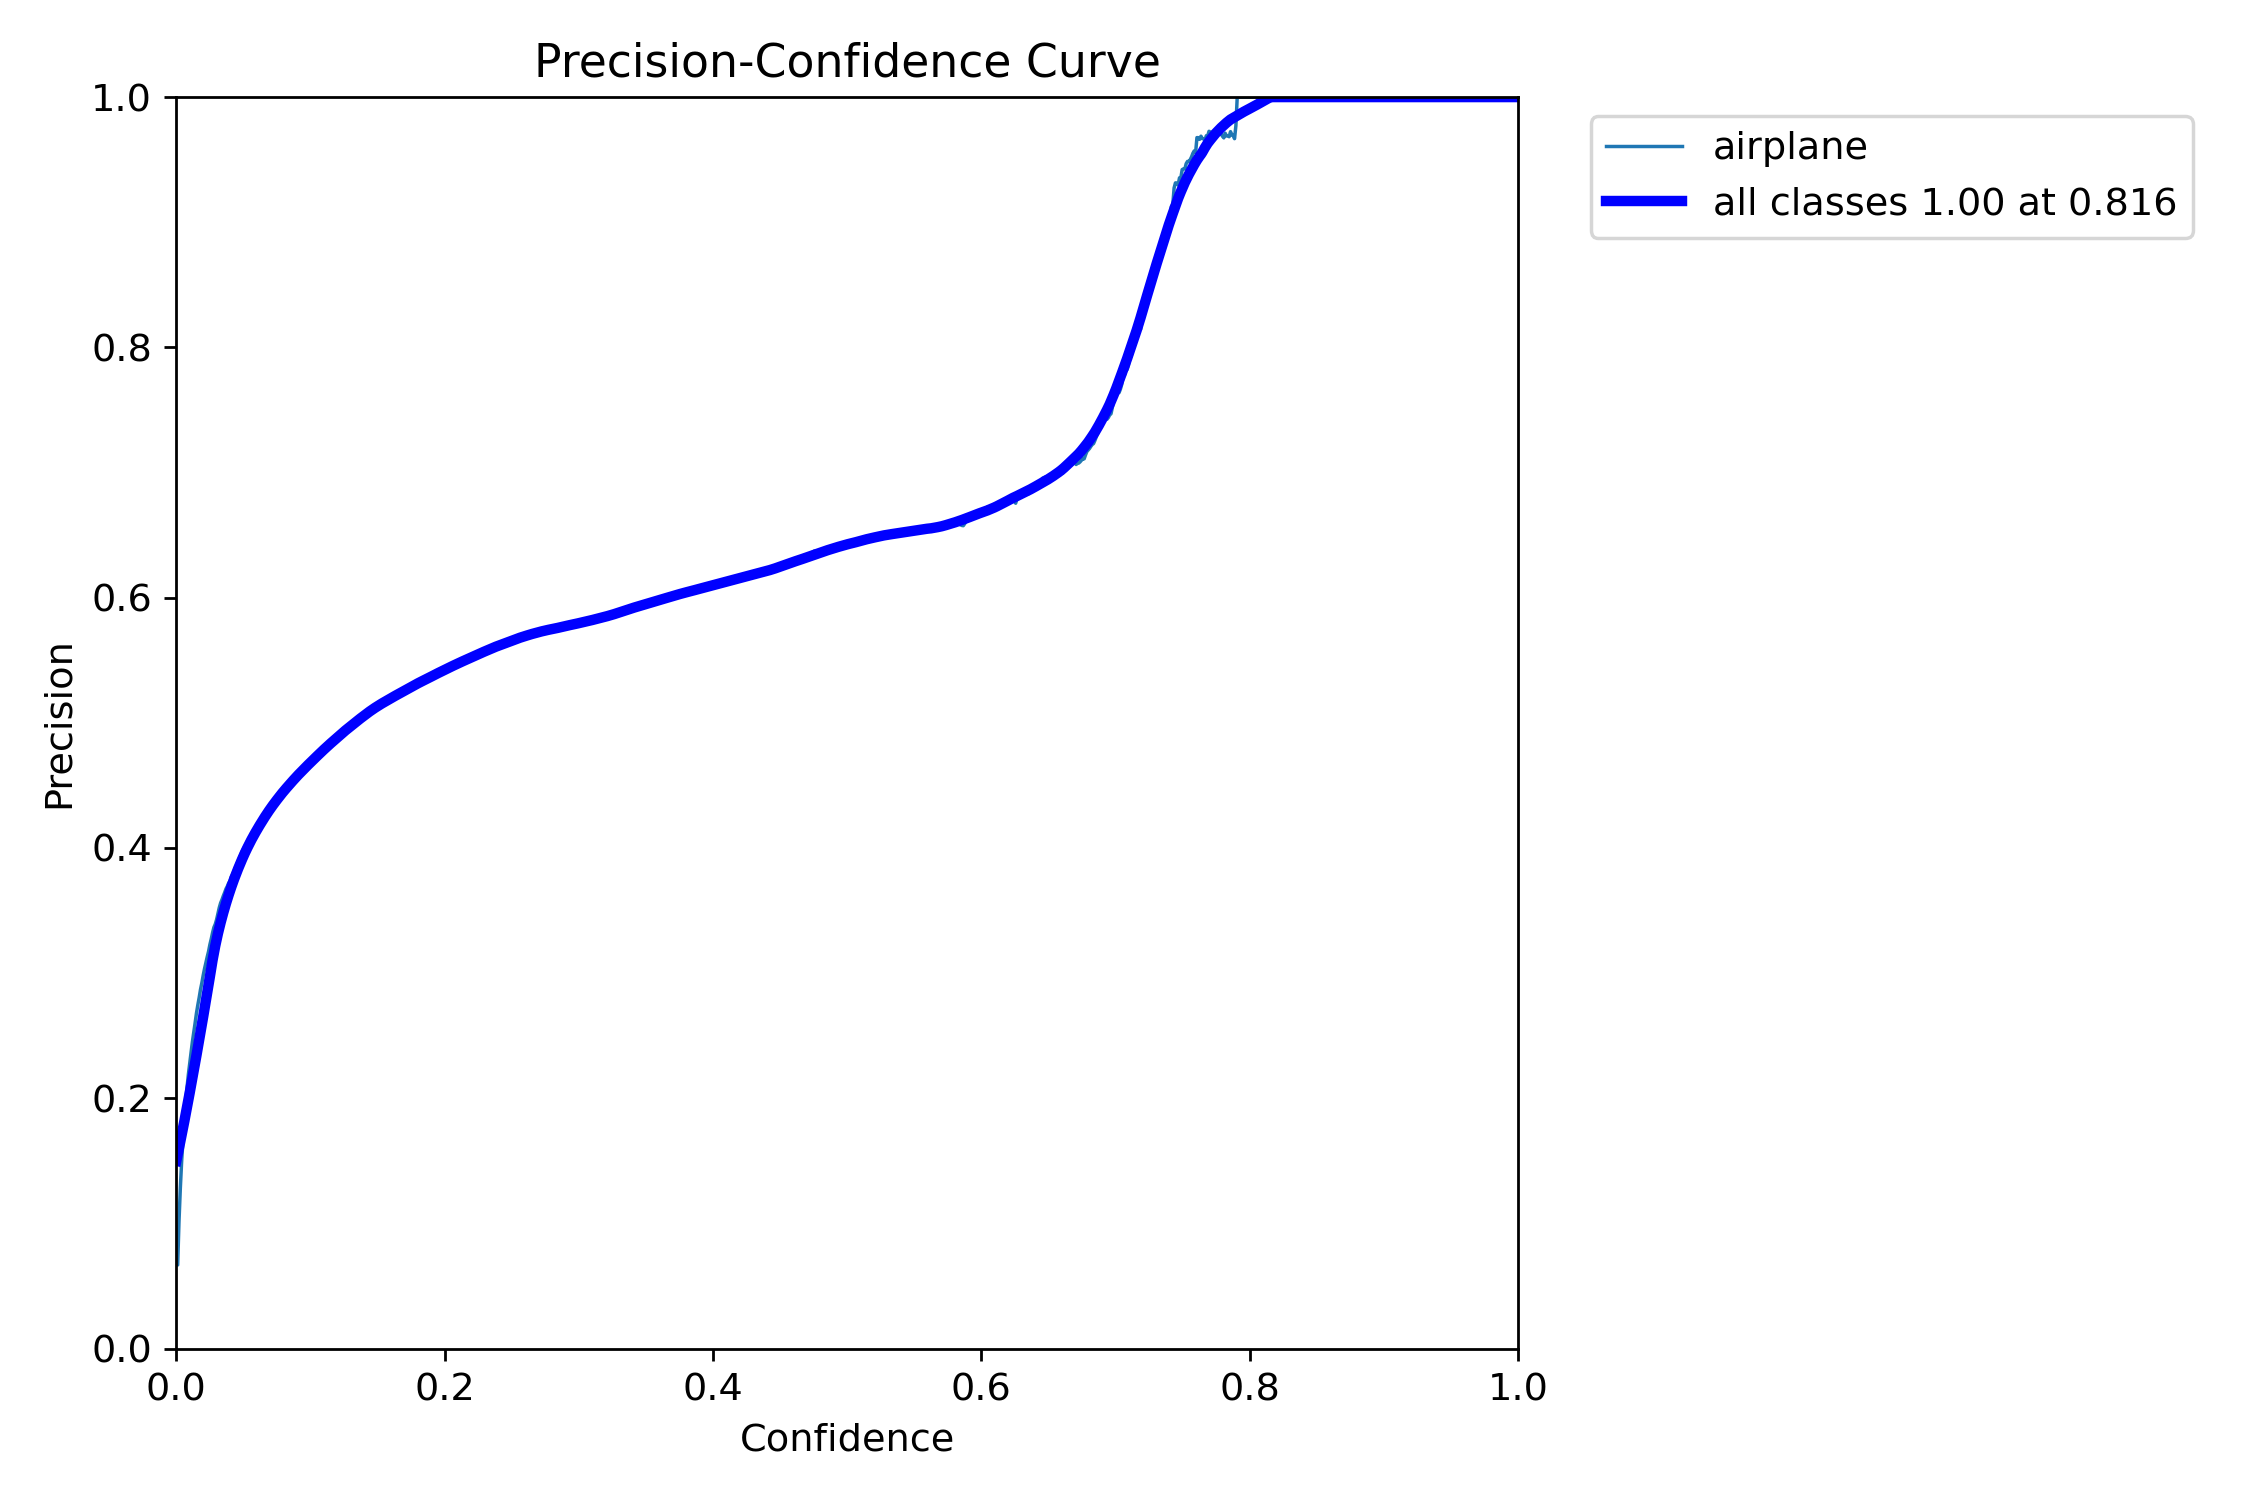 Precision-Confidence Curve
1.0
0.8
0.6
0.4
0.2
0.0
Precision
0.0 0.2 0.4 0.6 0.8 1.0
Confidence
airplane
all classes 1.00 at 0.816